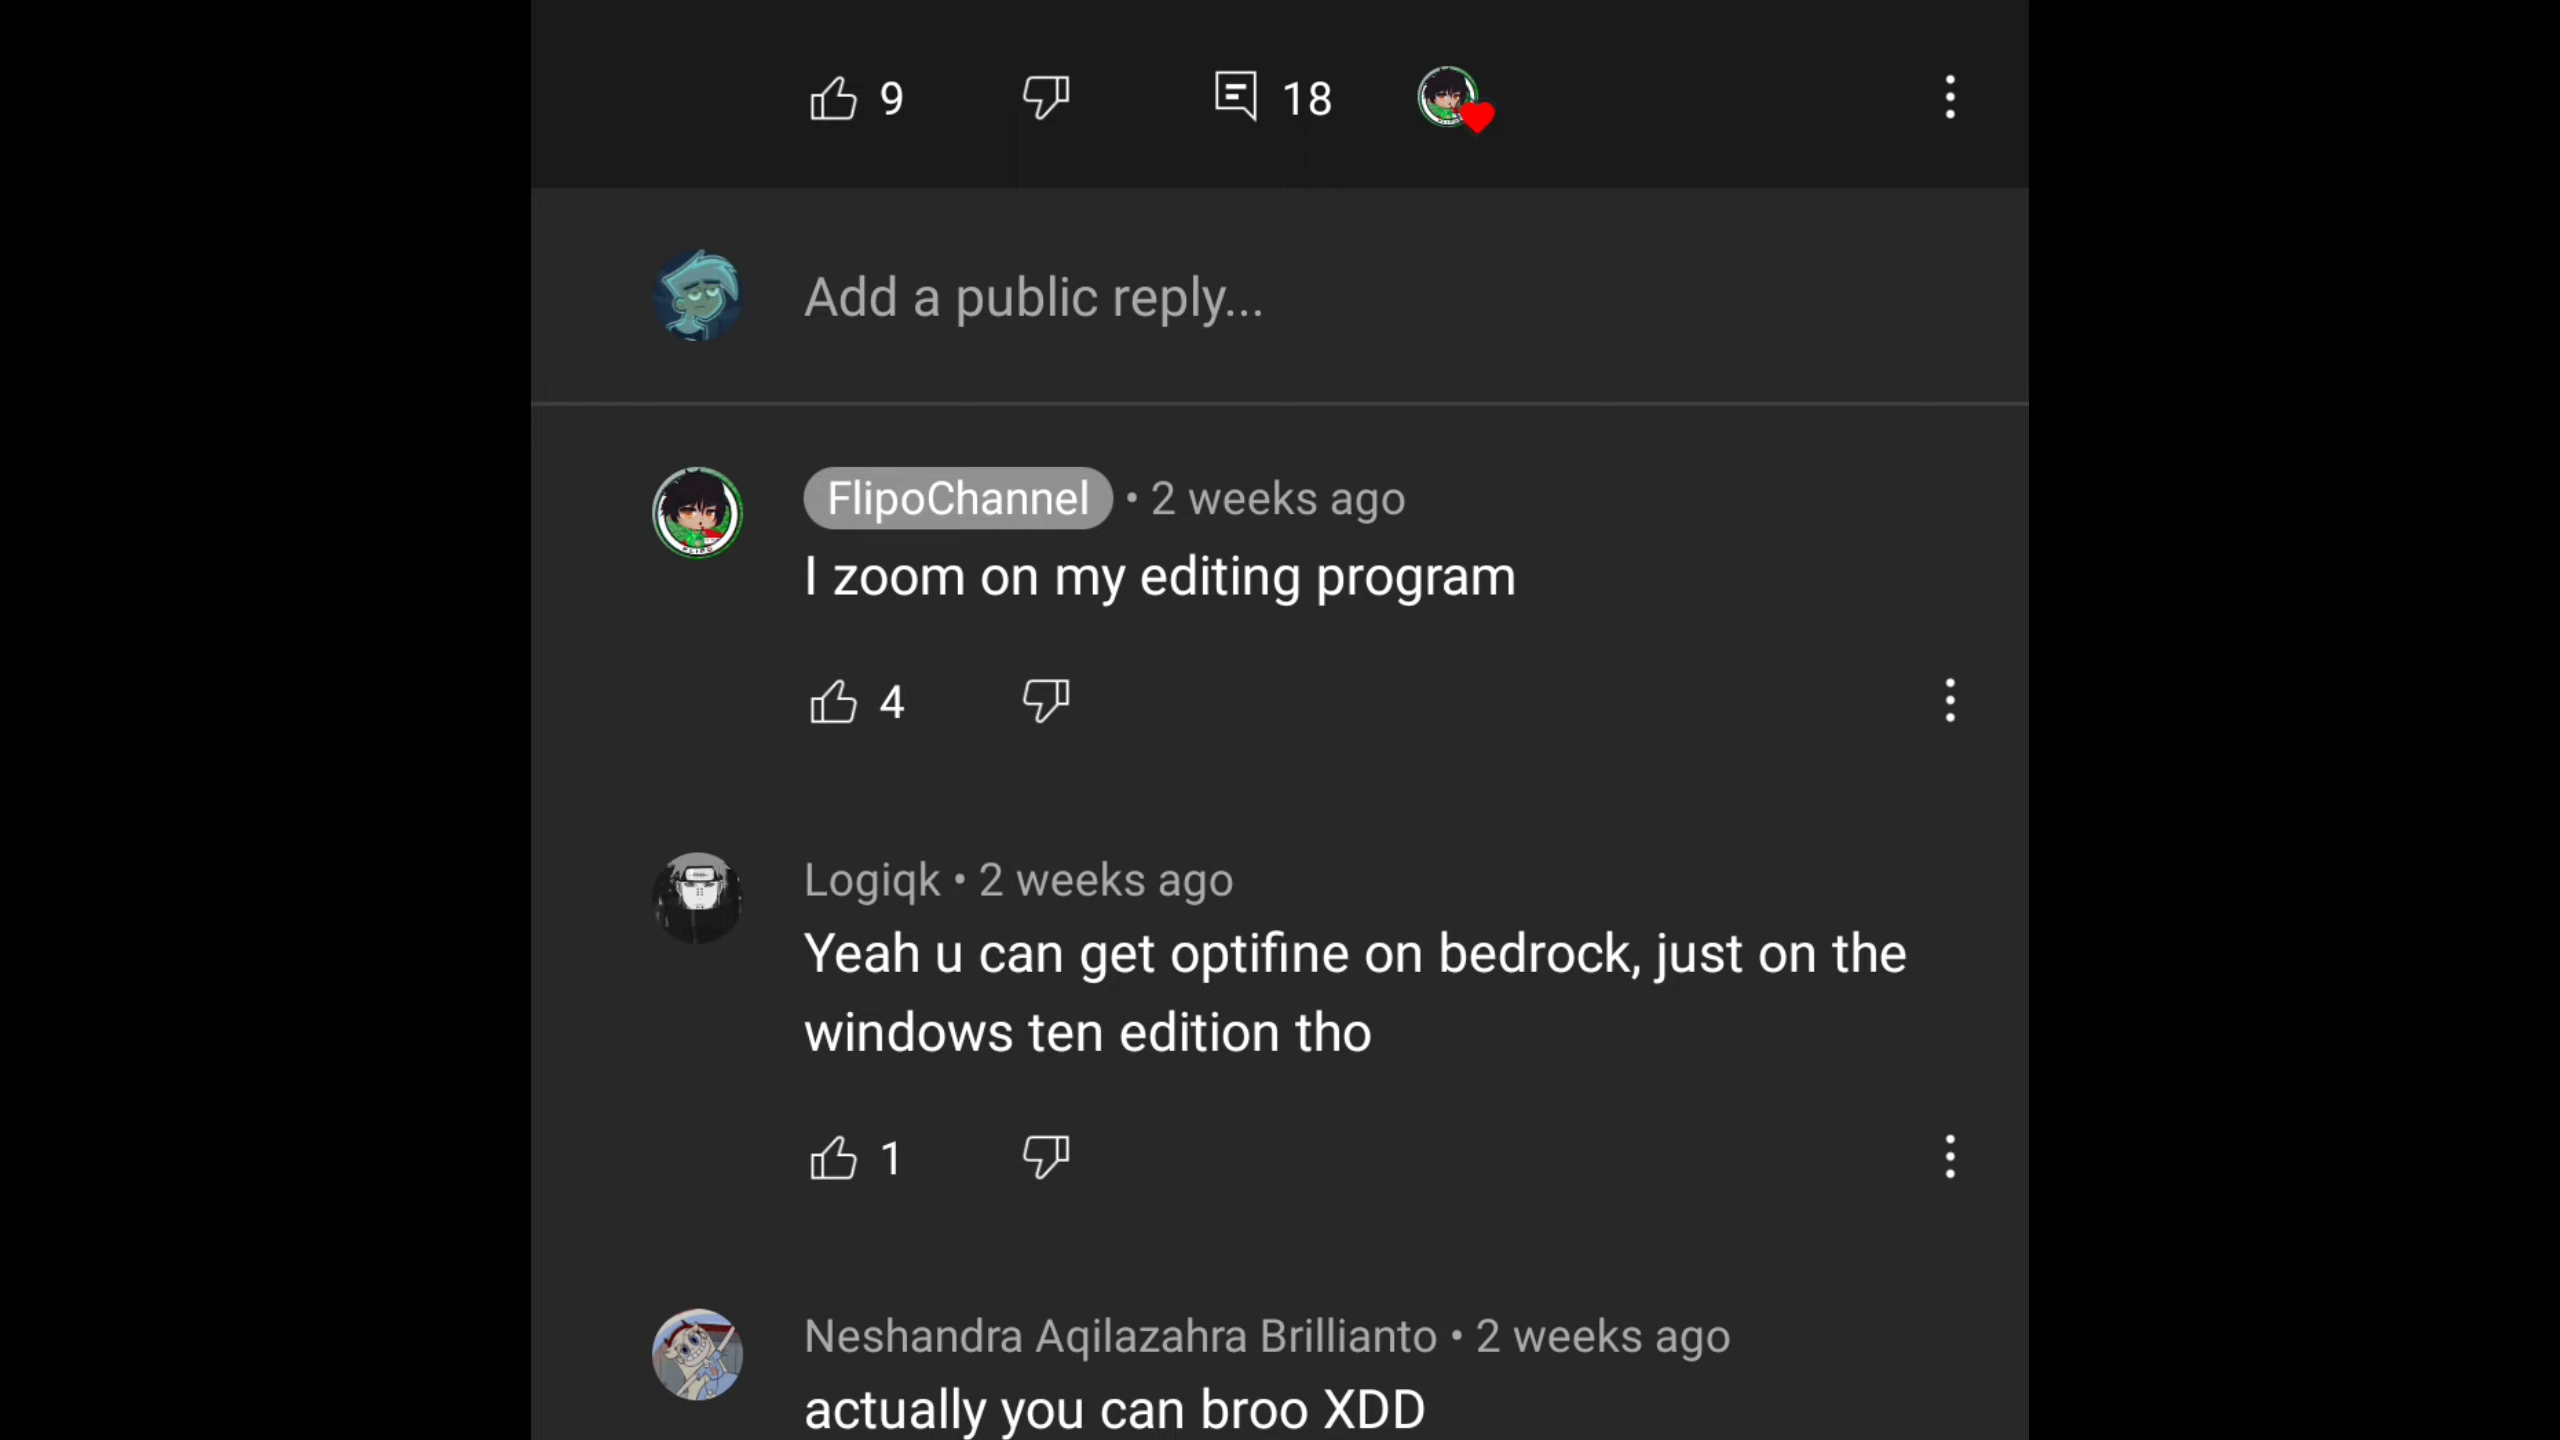 9 18
Add a public reply...
FlipoChannel • 2 weeks ago
I zoom on my editing program
4
Logiqk • 2 weeks ago
Yeah u can get optifine on bedrock, just on the
windows ten edition tho
1
Neshandra Aqilazahra Brillianto • 2 weeks ago
actually you can broo XDD